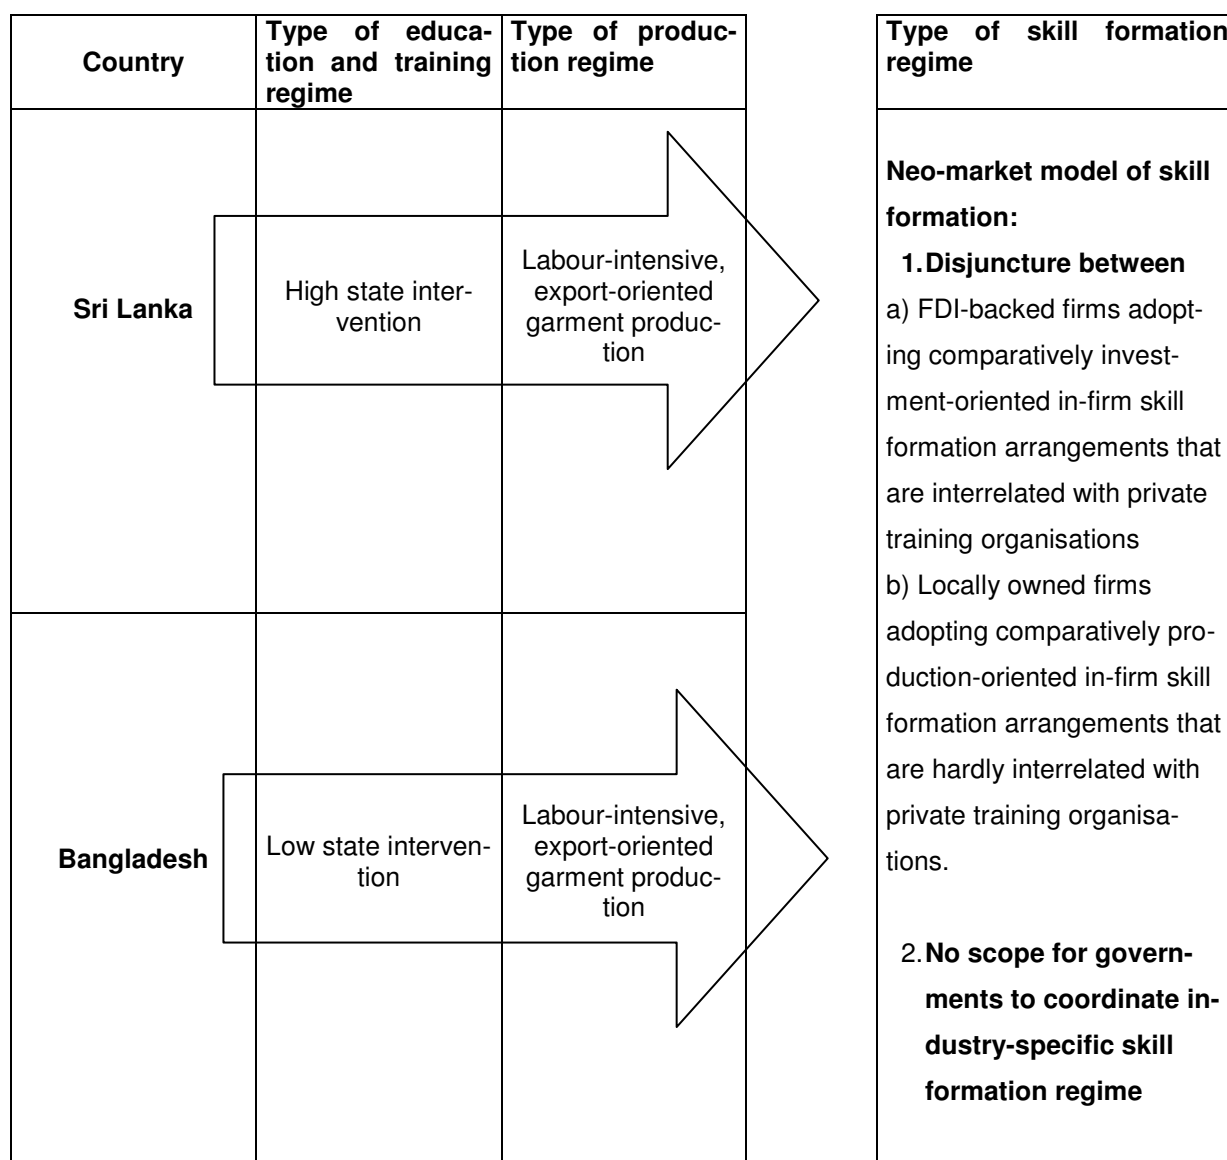 Country
Type of educa-
tion and training
regime
Type of produc-
tion regime
Type of skill formation
regime
Sri Lanka
High state inter-
vention
Labour-intensive,
export-oriented
garment produc-
tion
Bangladesh
Low state interven-
tion
Labour-intensive,
export-oriented
garment produc-
tion
Neo-market model of skill
formation:
1.Disjuncture between
a) FDI-backed firms adopt-
ing comparatively invest-
ment-oriented in-firm skill
formation arrangements that
are interrelated with private
training organisations
b) Locally owned firms
adopting comparatively pro-
duction-oriented in-firm skill
formation arrangements that
are hardly interrelated with
private training organisa-
tions.
2.No scope for govern-
ments to coordinate in-
dustry-specific skill
formation regime